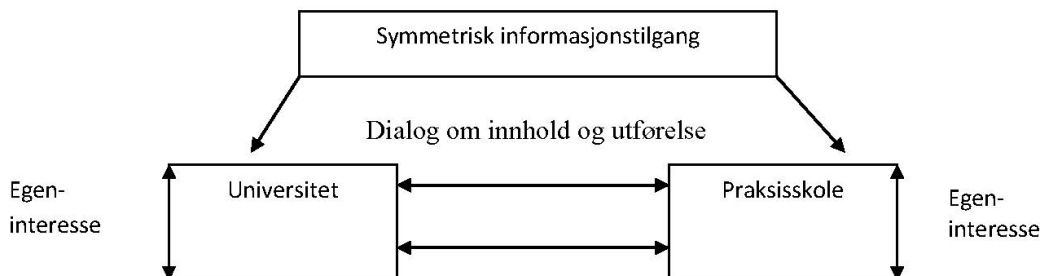 Symmetrisk informasjonstilgang
Dialog om innhold og utførelse
Egen-
interesse
Universitet
Praksisskole
Egen-
interesse